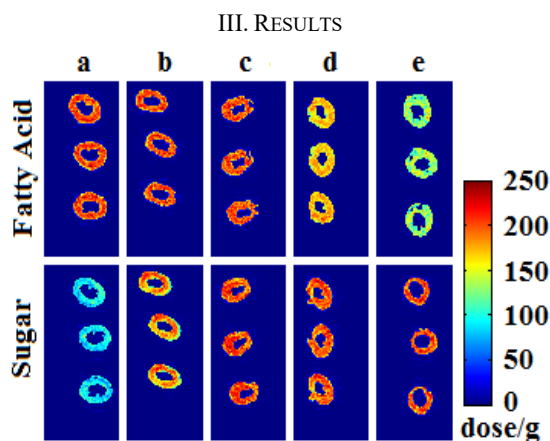 III. RESULTS
a b c d e
Fatty Acid
Sugar
250
200
150
100
50
0
dose/g